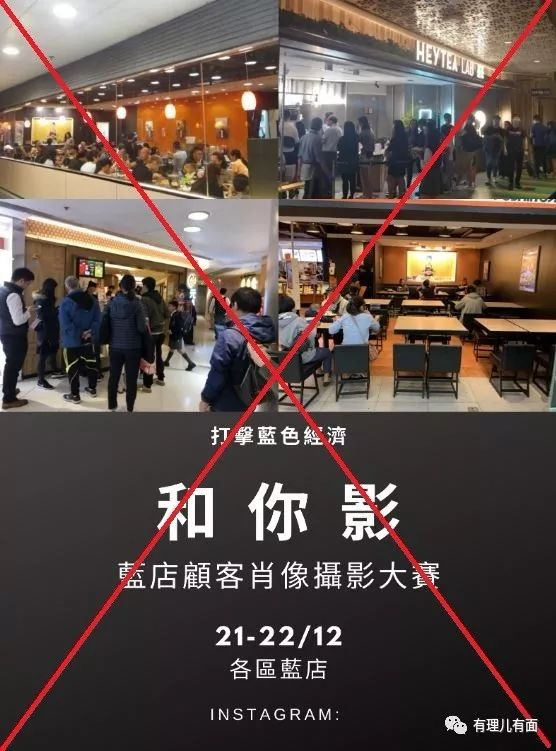 HEYTEA LAB
打擊藍色經濟
和你影
藍店顧客肖像攝影大賽
21-22/12
各區藍店
INSTAGRAM:
有理儿有面